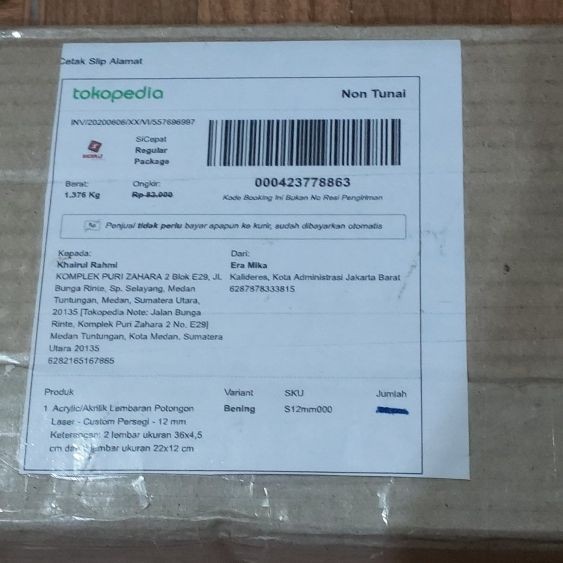 Cetak Slip Alamat
tokopedia
Non Tunai
INV/20200606/XX/VI/557696997
SiCepat
Regular
Package
Berat:
1.376 Kg
Ongkir:
Rp 82.000
000423778863
Kode Booking Ini Bukan No Resi Pengiriman
Penjual tidak perlu bayar apapun ke kurir, sudah dibayarkan otomatis
Kepada:
Khairul Rahmi
KOMPLEK PURI ZAHARA 2 Blok E29, Jl.
Bunga Rinte, Sp. Selayang, Medan
Tuntungan, Medan, Sumatera Utara,
20135 [Tokopedia Note: Jalan Bunga
Rinte, Komplek Puri Zahara 2 No. E29]
Medan Tuntungan, Kota Medan, Sumatera
Utara 20135
6282165167865
Dari:
Era Mika
Kalideres, Kota Administrasi Jakarta Barat
6287878333815
Produk
Variant
SKU
Jumlah
1 Acrylic/Akrilik Lembaran Potongan
Laser - Custom Persegi - 12 mm
Keterangan: 2 lembar ukuran 36x4,5
cm dan lembar ukuran 22x12 cm
Bening
S12mm000